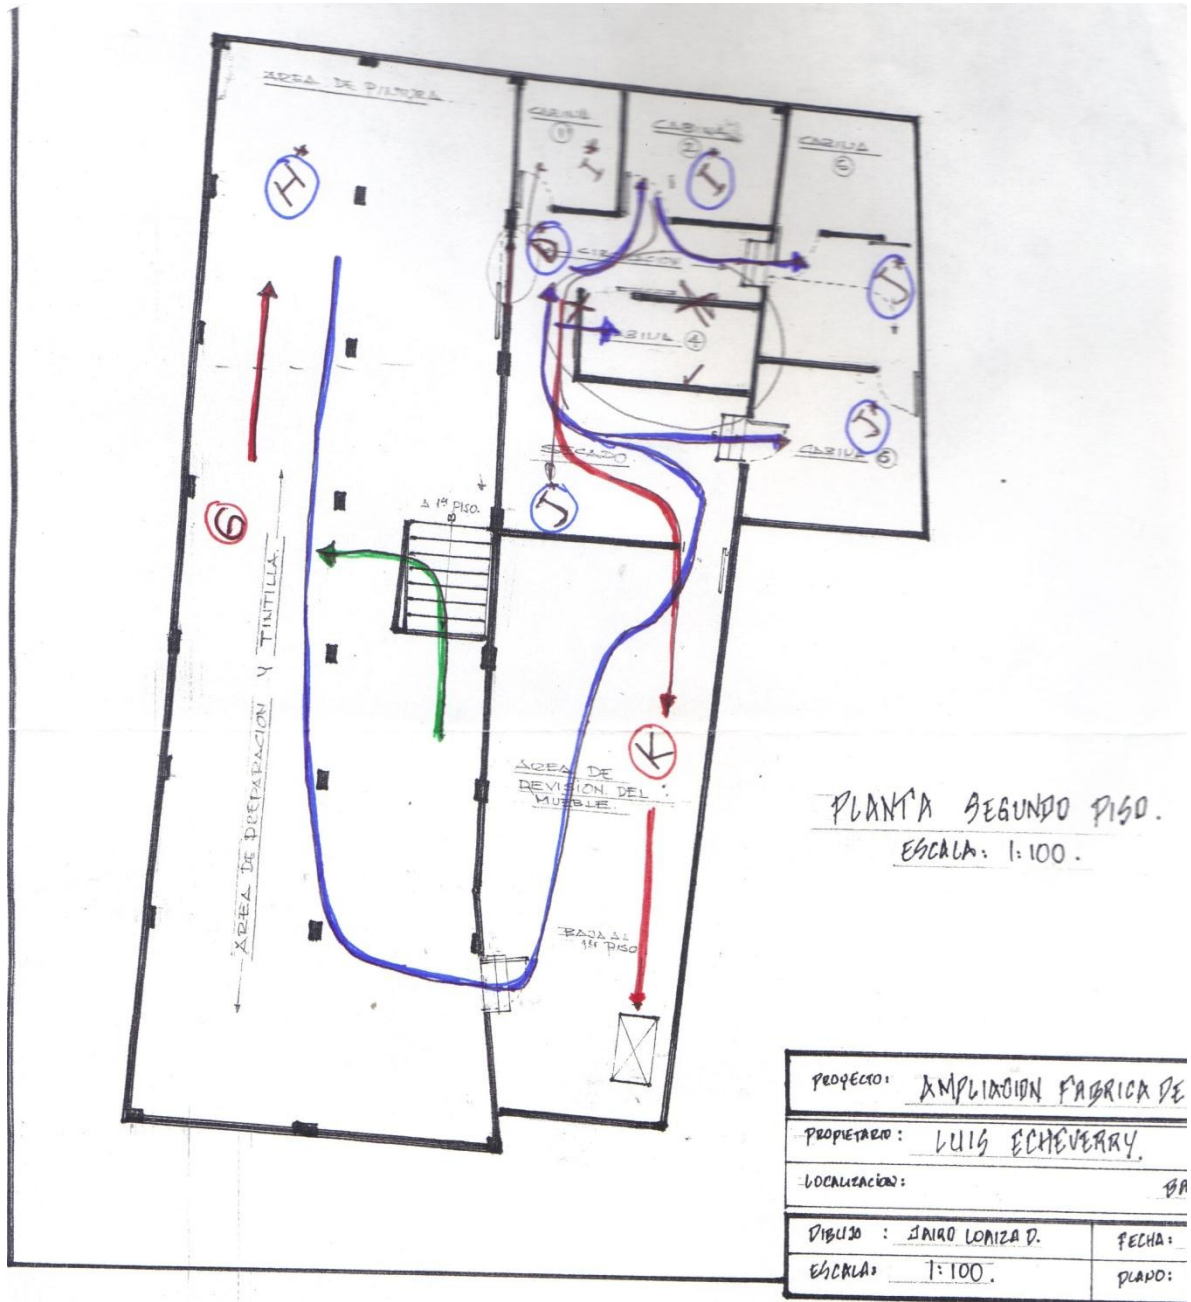 AREA DE PINTURA
CABINA
1
CABINA
2
CABINA
5
H
I
I
J
CIRCULACION
CABINA 4
J
CABINA 6
SECADO
J
A 1er PISO.
G
AREA DE PREPARACION Y TINTILLA.
K
AREA DE
REVISION DEL
MUEBLE.
BAJA AL
1er PISO
PLANTA SEGUNDO PISO.
ESCALA: 1:100.
PROYECTO: AMPLIACION FABRICA DE
PROPIETARIO: LUIS ECHEVERRY.
LOCALIZACION: BA
DIBUJO : JAIRO LOAIZA D. FECHA:
ESCALA: 1:100. PLANO: